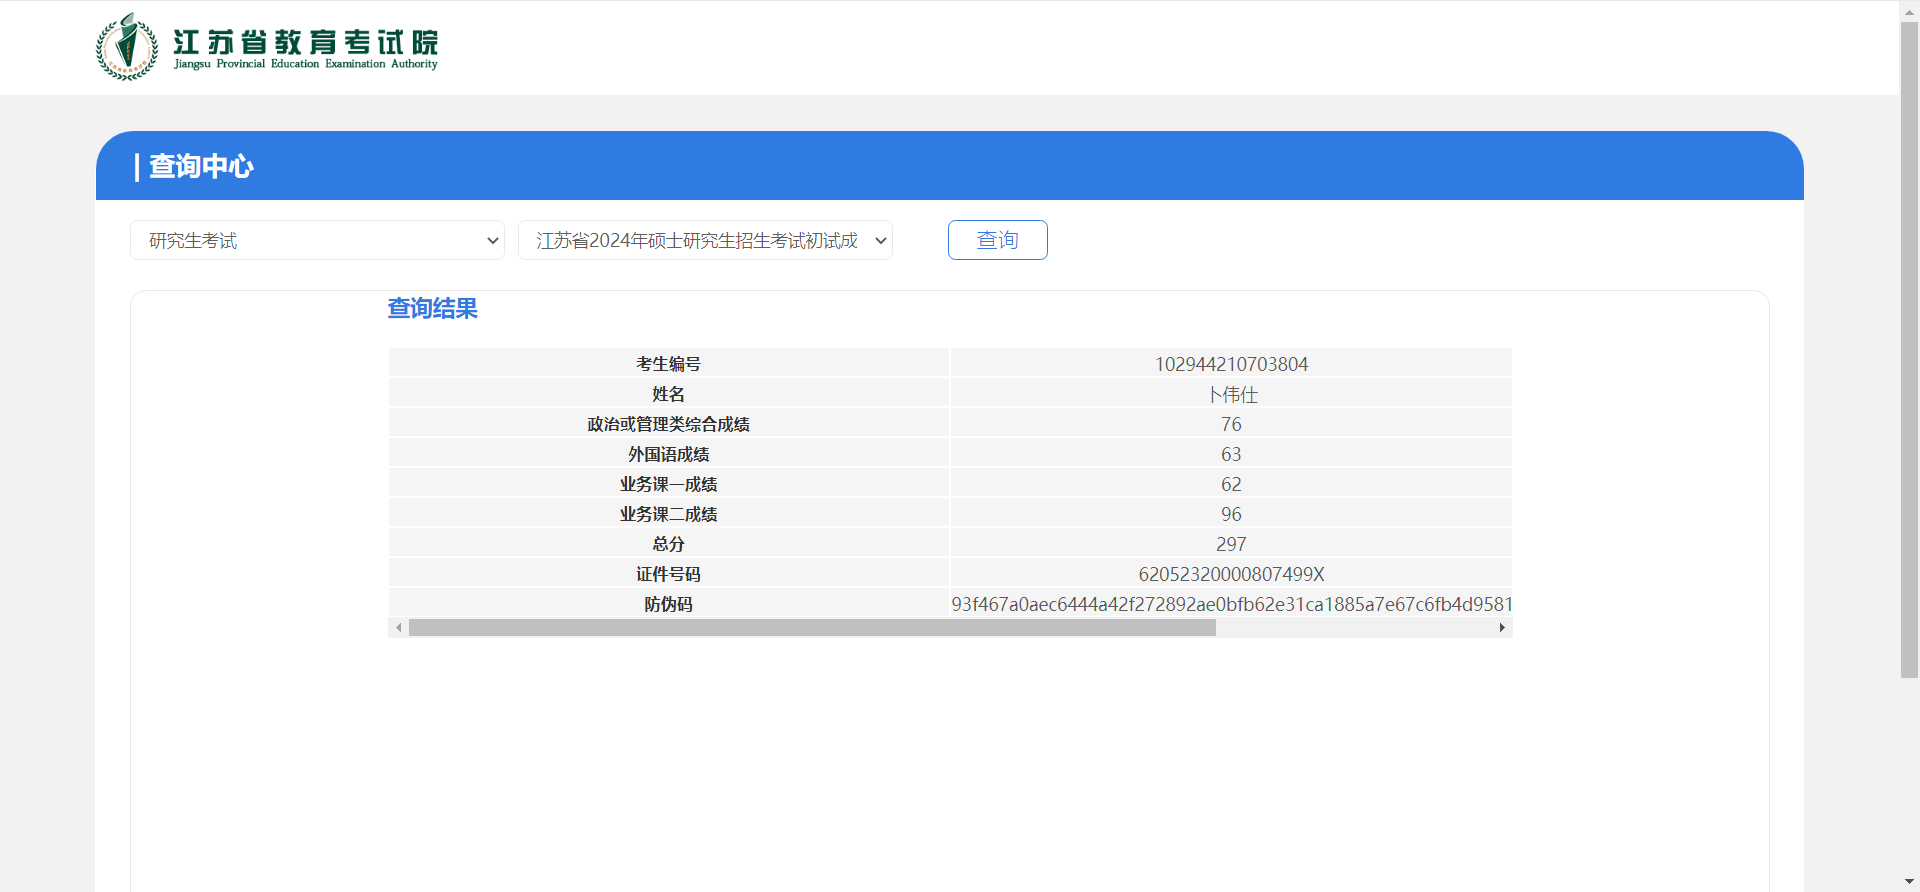 江苏省教育考试院
Jiangsu Provincial Education Examination Authority
查询中心
研究生考试 江苏省2024年硕士研究生招生考试初试成 查询
查询结果
考生编号 102944210703804
姓名 卜伟仕
政治或管理类综合成绩 76
外国语成绩 63
业务课一成绩 62
业务课二成绩 96
总分 297
证件号码 62052320000807499X
防伪码 93f467a0aec6444a42f272892ae0bfb62e31ca1885a7e67c6fb4d9581